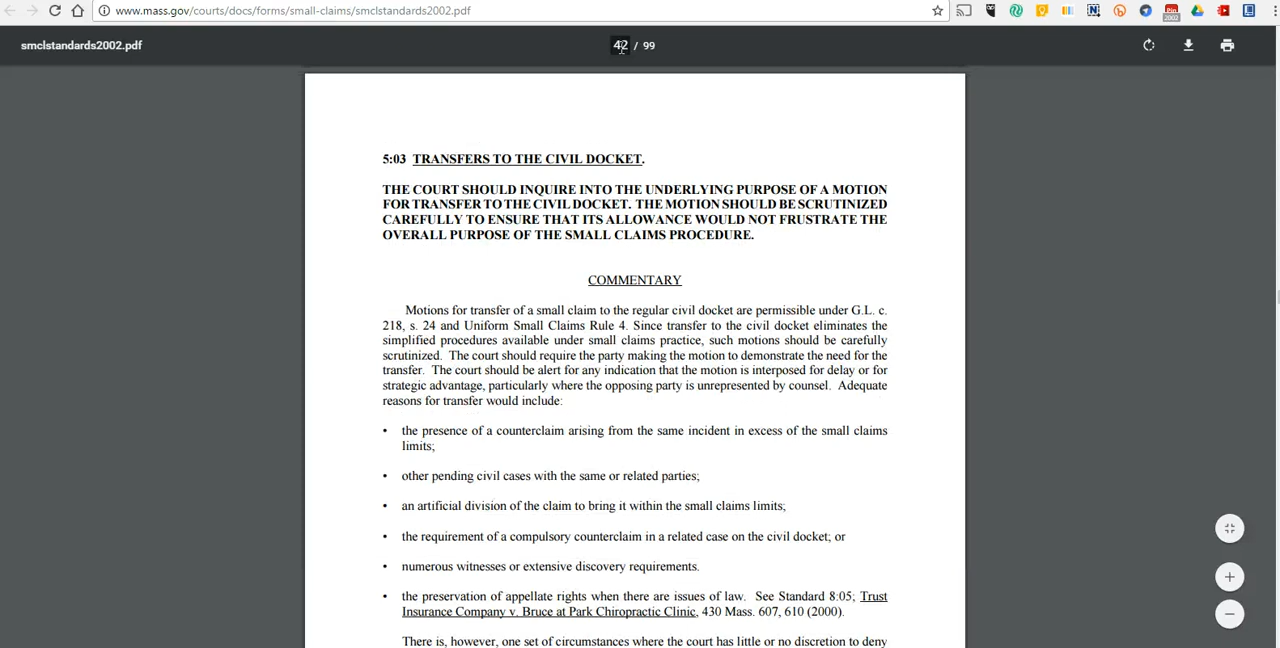 www.mass.gov/courts/docs/forms/small-claims/smclstandards2002.pdf
smclstandards2002.pdf
42 / 99
5:03 TRANSFERS TO THE CIVIL DOCKET.
THE COURT SHOULD INQUIRE INTO THE UNDERLYING PURPOSE OF A MOTION
FOR TRANSFER TO THE CIVIL DOCKET. THE MOTION SHOULD BE SCRUTINIZED
CAREFULLY TO ENSURE THAT ITS ALLOWANCE WOULD NOT FRUSTRATE THE
OVERALL PURPOSE OF THE SMALL CLAIMS PROCEDURE.
COMMENTARY
Motions for transfer of a small claim to the regular civil docket are permissible under G.L. c.
218, s. 24 and Uniform Small Claims Rule 4. Since transfer to the civil docket eliminates the
simplified procedures available under small claims practice, such motions should be carefully
scrutinized. The court should require the party making the motion to demonstrate the need for the
transfer. The court should be alert for any indication that the motion is interposed for delay or for
strategic advantage, particularly where the opposing party is unrepresented by counsel. Adequate
reasons for transfer would include:
• the presence of a counterclaim arising from the same incident in excess of the small claims
limits;
• other pending civil cases with the same or related parties;
• an artificial division of the claim to bring it within the small claims limits;
• the requirement of a compulsory counterclaim in a related case on the civil docket; or
• numerous witnesses or extensive discovery requirements.
• the preservation of appellate rights when there are issues of law. See Standard 8:05; Trust
Insurance Company v. Bruce at Park Chiropractic Clinic, 430 Mass. 607, 610 (2000).
There is, however, one set of circumstances where the court has little or no discretion to deny